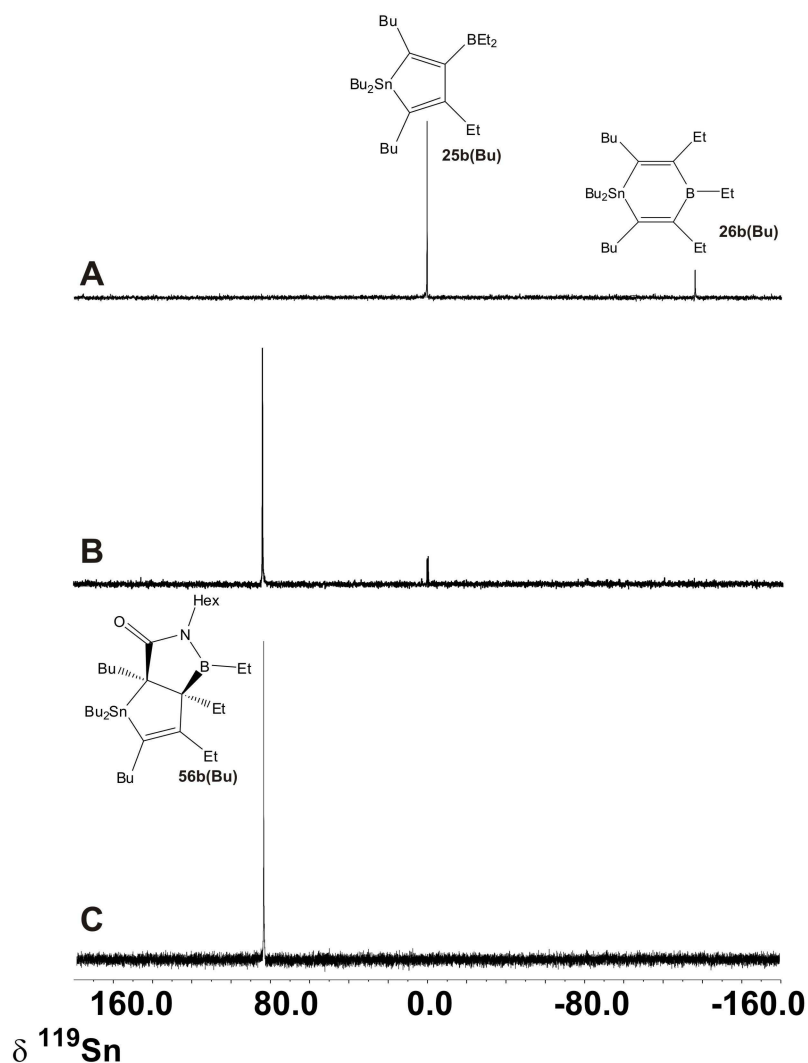 Bu
BEt₂
Bu₂Sn
Bu
Et
25b(Bu)
Bu
Et
Bu₂Sn
B
Et
Bu
Et
26b(Bu)
A
B
Hex
O
N
B
Et
Bu
Et
Bu₂Sn
Et
Bu
56b(Bu)
C
160.0 80.0 0.0 -80.0 -160.0
δ ¹¹⁹Sn